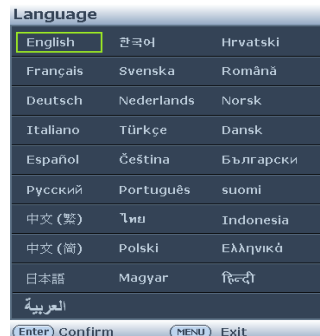 Language
English 한국어 Hrvatski
Français Svenska Română
Deutsch Nederlands Norsk
Italiano Türkçe Dansk
Español Čeština Български
Русский Português suomi
中文 (繁) ไทย Indonesia
中文 (简) Polski Ελληνικά
日本語 Magyar हिन्दी
العربية
Enter Confirm MENU Exit